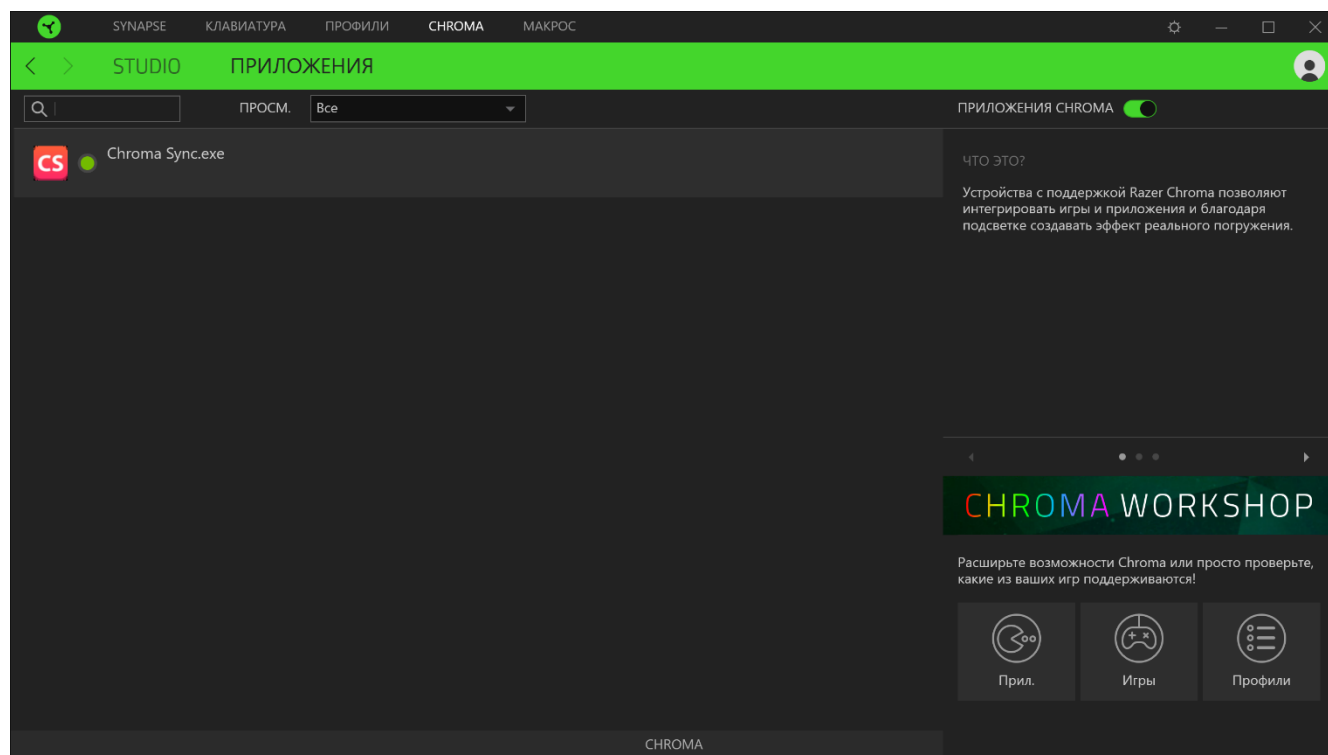 SYNAPSE КЛАВИАТУРА ПРОФИЛИ CHROMA МАКРОС
STUDIO ПРИЛОЖЕНИЯ
ПРОСМ. Все ПРИЛОЖЕНИЯ CHROMA
CS Chroma Sync.exe
ЧТО ЭТО?
Устройства с поддержкой Razer Chroma позволяют
интегрировать игры и приложения и благодаря
подсветке создавать эффект реального погружения.
CHROMA WORKSHOP
Расширьте возможности Chroma или просто проверьте,
какие из ваших игр поддерживаются!
Прил. Игры Профили
CHROMA